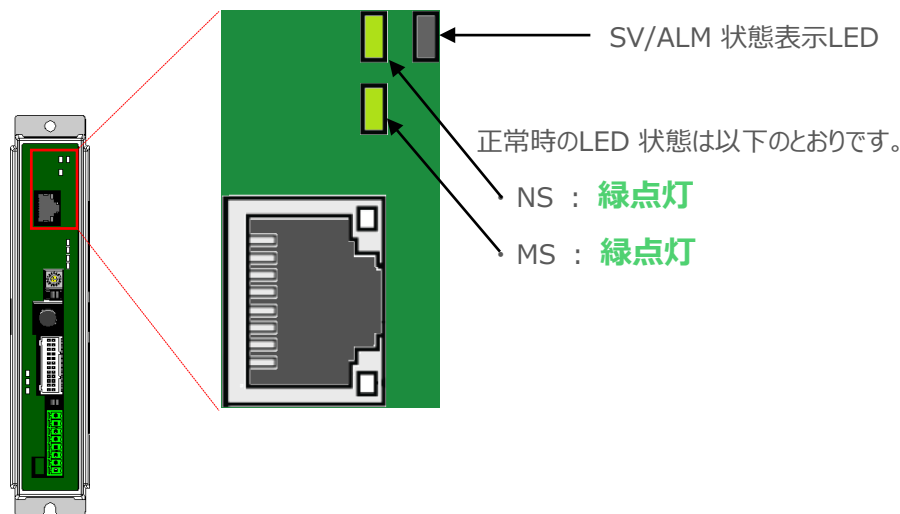 SV/ALM 状態表示LED
正常時のLED 状態は以下のとおりです。
・ NS ： 緑点灯
・ MS ： 緑点灯